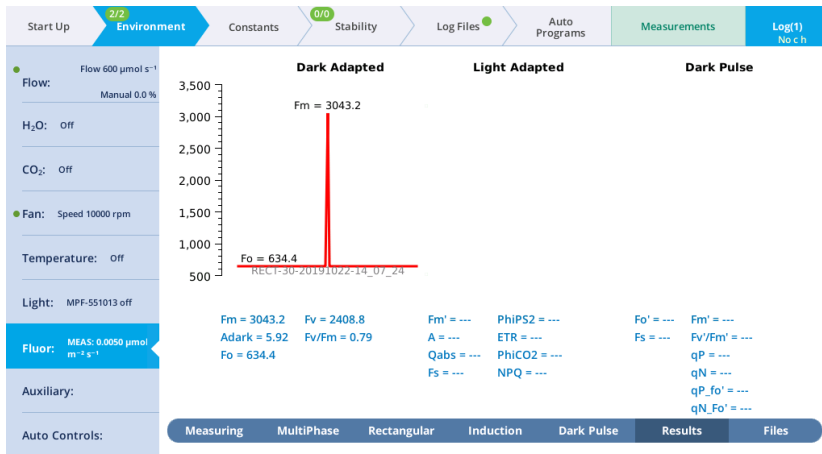 Start Up
2/2
Environment
Constants
0/0
Stability
Log Files
Auto
Programs
Measurements
Log(1)
No c h
Flow:
Flow 600 µmol s⁻¹
Manual 0.0 %
H₂O: Off
CO₂: Off
Fan: Speed 10000 rpm
Temperature: Off
Light: MPF-551013 off
Fluor: MEAS: 0.0050 µmol
m⁻² s⁻¹
Auxiliary:
Auto Controls:
Dark Adapted
Light Adapted
Dark Pulse
3,500
3,000
2,500
2,000
1,500
1,000
500
Fm = 3043.2
Fo = 634.4
RECT-30-20191022-14_07_24
Fm = 3043.2 Fv = 2408.8
Adark = 5.92 Fv/Fm = 0.79
Fo = 634.4
Fm' = --- PhiPS2 = ---
A = --- ETR = ---
Qabs = --- PhiCO2 = ---
Fs = --- NPQ = ---
Fo' = --- Fm' = ---
Fs = --- Fv'/Fm' = ---
qP = ---
qN = ---
qP_fo' = ---
qN_Fo' = ---
Measuring MultiPhase Rectangular Induction Dark Pulse Results Files